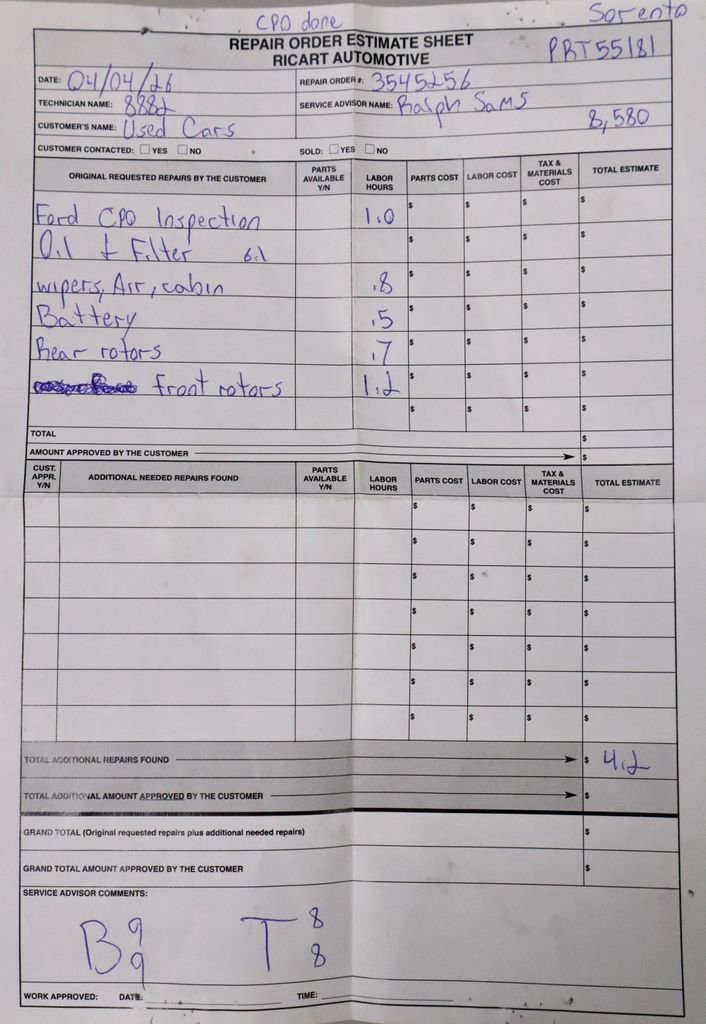 CPO done
Sorento
REPAIR ORDER ESTIMATE SHEET
RICART AUTOMOTIVE
PRT55181
DATE: 04/04/26
REPAIR ORDER #: 3545256
TECHNICIAN NAME: 8882
SERVICE ADVISOR NAME: Ralph Sams
CUSTOMER'S NAME: Used Cars
8,580
CUSTOMER CONTACTED: YES NO
SOLD: YES NO
ORIGINAL REQUESTED REPAIRS BY THE CUSTOMER PARTS AVAILABLE Y/N LABOR HOURS PARTS COST LABOR COST TAX & MATERIALS COST TOTAL ESTIMATE
Ford CPO Inspection 1.0 $ $ $ $
Oil & Filter 6.1 $ $ $ $
wipers, Air, cabin .8 $ $ $ $
Battery .5 $ $ $ $
Rear rotors .7 $ $ $ $
front rotors 1.2 $ $ $ $
$ $ $ $
TOTAL $
AMOUNT APPROVED BY THE CUSTOMER $
CUST. APPR. Y/N ADDITIONAL NEEDED REPAIRS FOUND PARTS AVAILABLE Y/N LABOR HOURS PARTS COST LABOR COST TAX & MATERIALS COST TOTAL ESTIMATE
$ $ $ $
$ $ $ $
$ $ $ $
$ $ $ $
$ $ $ $
$ $ $ $
$ $ $ $
TOTAL ADDITIONAL REPAIRS FOUND $ 4.2
TOTAL ADDITIONAL AMOUNT APPROVED BY THE CUSTOMER $
GRAND TOTAL (Original requested repairs plus additional needed repairs) $
GRAND TOTAL AMOUNT APPROVED BY THE CUSTOMER $
SERVICE ADVISOR COMMENTS:
B 9 9 T 8 8
WORK APPROVED: DATE: TIME: